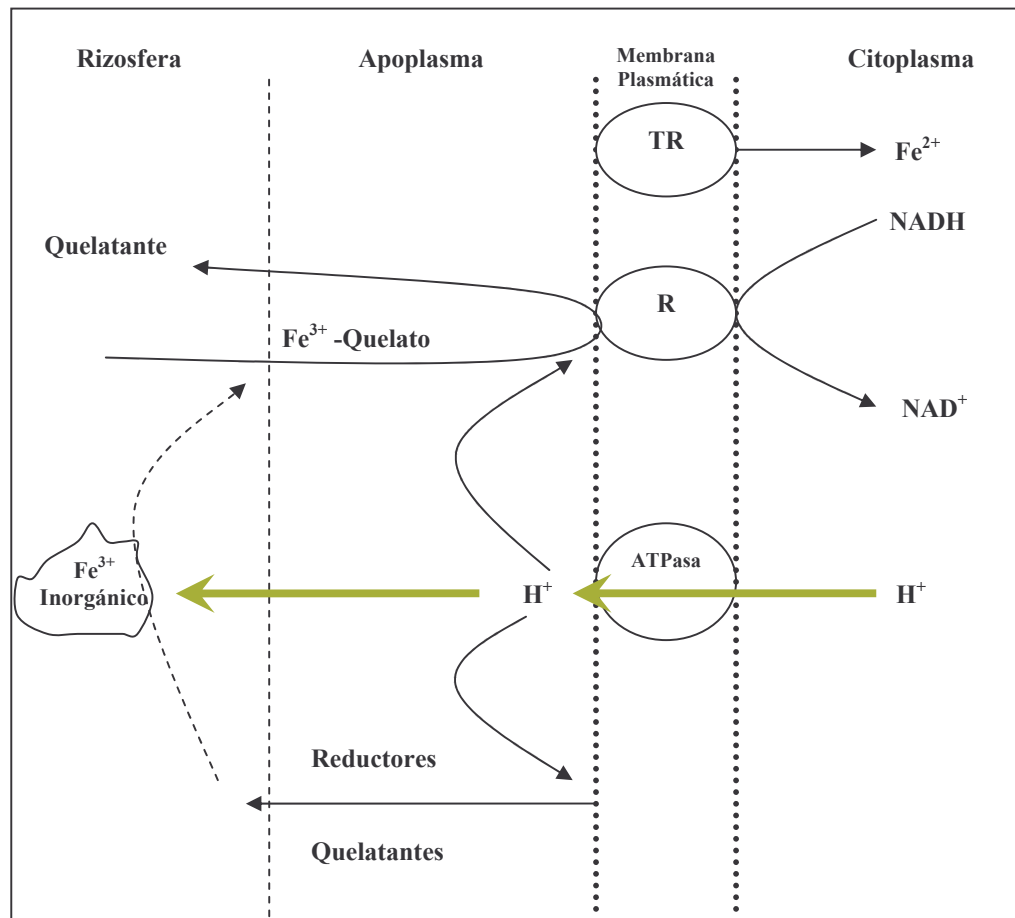 Rizosfera
Apoplasma
Membrana
Plasmática
Citoplasma
TR
Fe²⁺
NADH
Quelatante
R
Fe³⁺ -Quelato
NAD⁺
ATPasa
Fe³⁺
Inorgánico
H⁺
H⁺
Reductores
Quelatantes